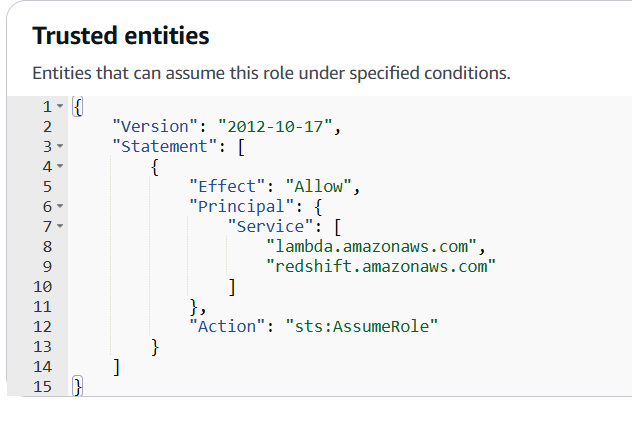 Trusted entities
Entities that can assume this role under specified conditions.
1 {
2 "Version": "2012-10-17",
3 "Statement": [
4 {
5 "Effect": "Allow",
6 "Principal": {
7 "Service": [
8 "lambda.amazonaws.com",
9 "redshift.amazonaws.com"
10 ]
11 },
12 "Action": "sts:AssumeRole"
13 }
14 ]
15 }